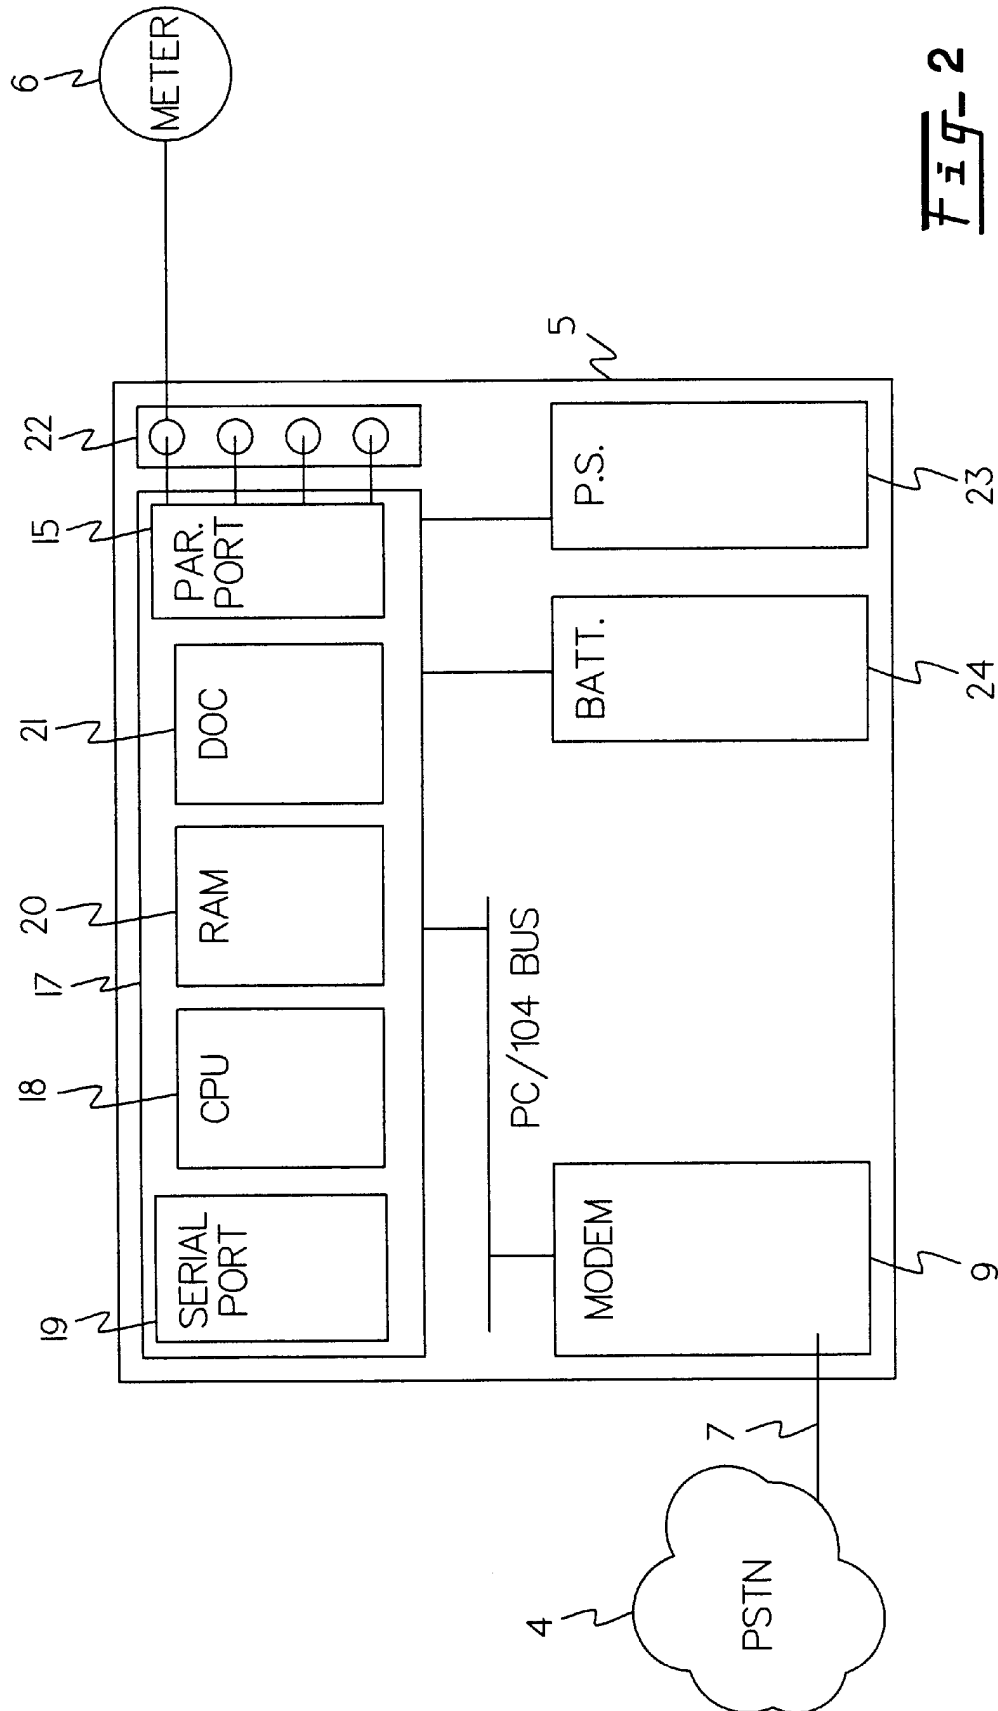 19
17
18
20
21
15
22
6
SERIAL
PORT
CPU
RAM
DOC
PAR.
PORT
METER
PC/104 BUS
5
4
PSTN
7
MODEM
BATT.
P.S.
9
24
23
Fig-2